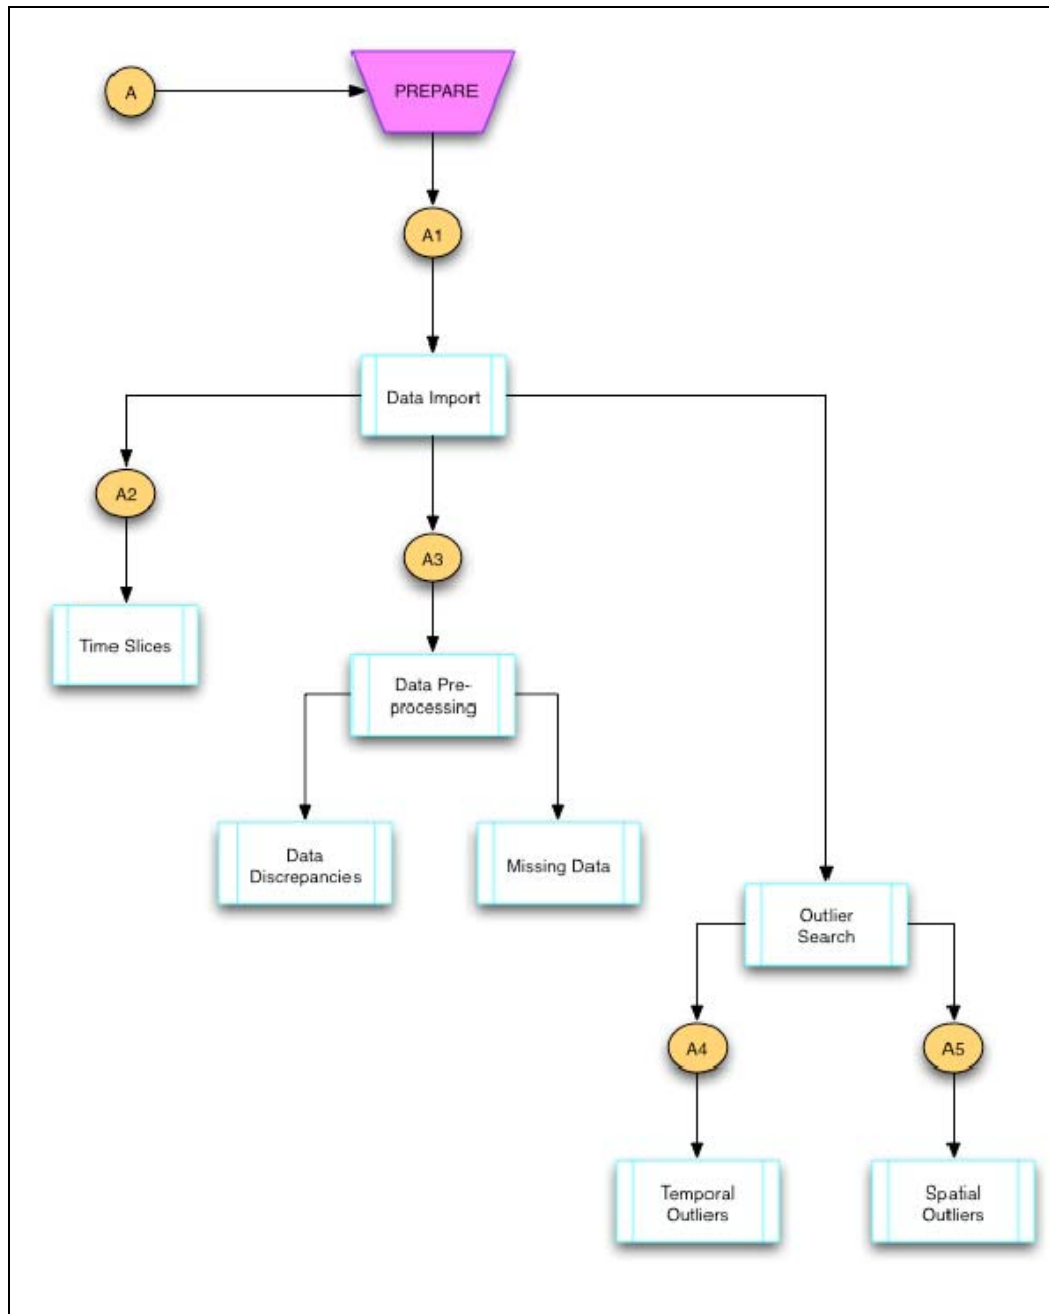 A
PREPARE
A1
Data Import
A2
A3
Time Slices
Data Pre-
processing
Data
Discrepancies
Missing Data
Outlier
Search
A4
A5
Temporal
Outliers
Spatial
Outliers